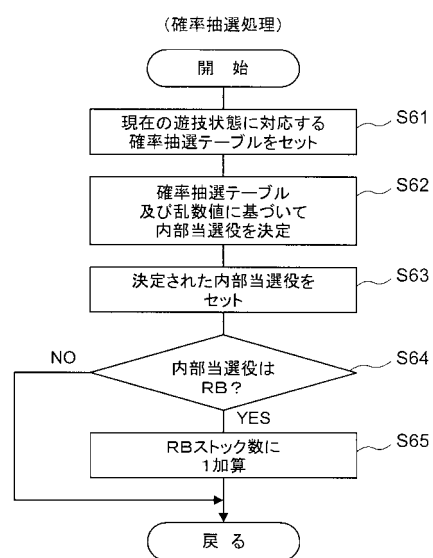 (確率抽選処理)
開 始
現在の遊技状態に対応する
確率抽選テーブルをセット
S61
確率抽選テーブル
及び乱数値に基づいて
内部当選役を決定
S62
決定された内部当選役を
セット
S63
内部当選役は
RB?
S64
NO
YES
RBストック数に
1加算
S65
戻 る